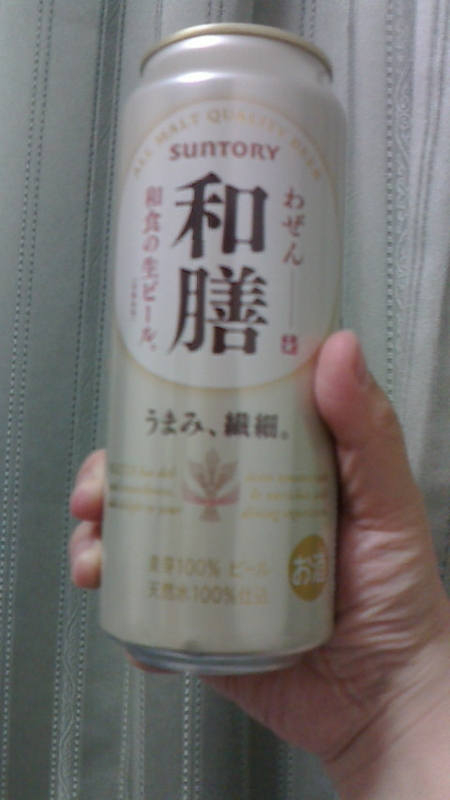 ALL MALT QUALITY BEER
SUNTORY
わぜん
和膳
和食の生ビール。
うまみ、繊細。
麦芽100% ビール
天然水100%仕込
お酒